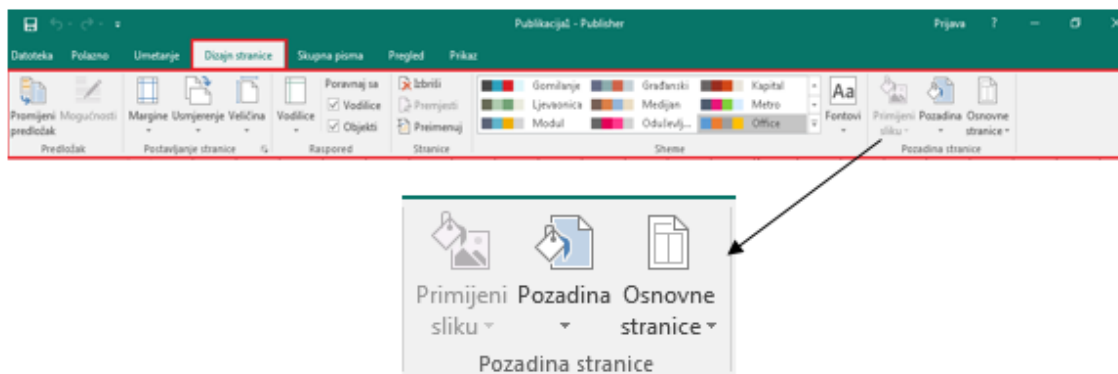 Publikacija1 - Publisher
Prijava ?
Datoteka Polazno Umetanje Dizajn stranice Skupna pisma Pregled Prikaz
Promijeni predložak
Mogućnosti
Predložak
Margine Usmjerenje Veličina
Postavljanje stranice
Vodilice
Poravnaj sa
Vodilice
Objekti
Raspored
Izbriši
Premjesti
Preimenuj
Stranice
Gomilanje Građanski Kapital
Ljevaonica Medijan Metro
Modul Oduševlj... Office
Sheme
Aa
Fontovi
Primijeni sliku
Pozadina
Osnovne stranice
Pozadina stranice
Primijeni Pozadina Osnovne
sliku stranice
Pozadina stranice